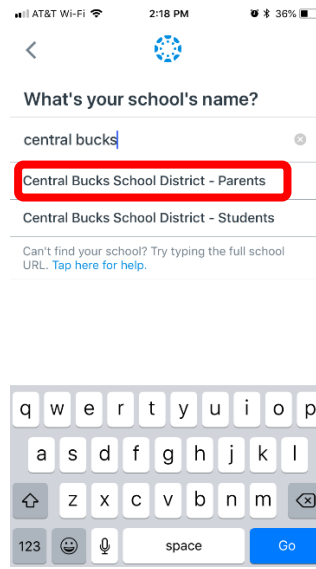 AT&T Wi-Fi 2:18 PM 36%
What's your school's name?
central bucks
Central Bucks School District - Parents
Central Bucks School District - Students
Can't find your school? Try typing the full school
URL. Tap here for help.
q w e r t y u i o p
a s d f g h j k l
z x c v b n m
123 space Go